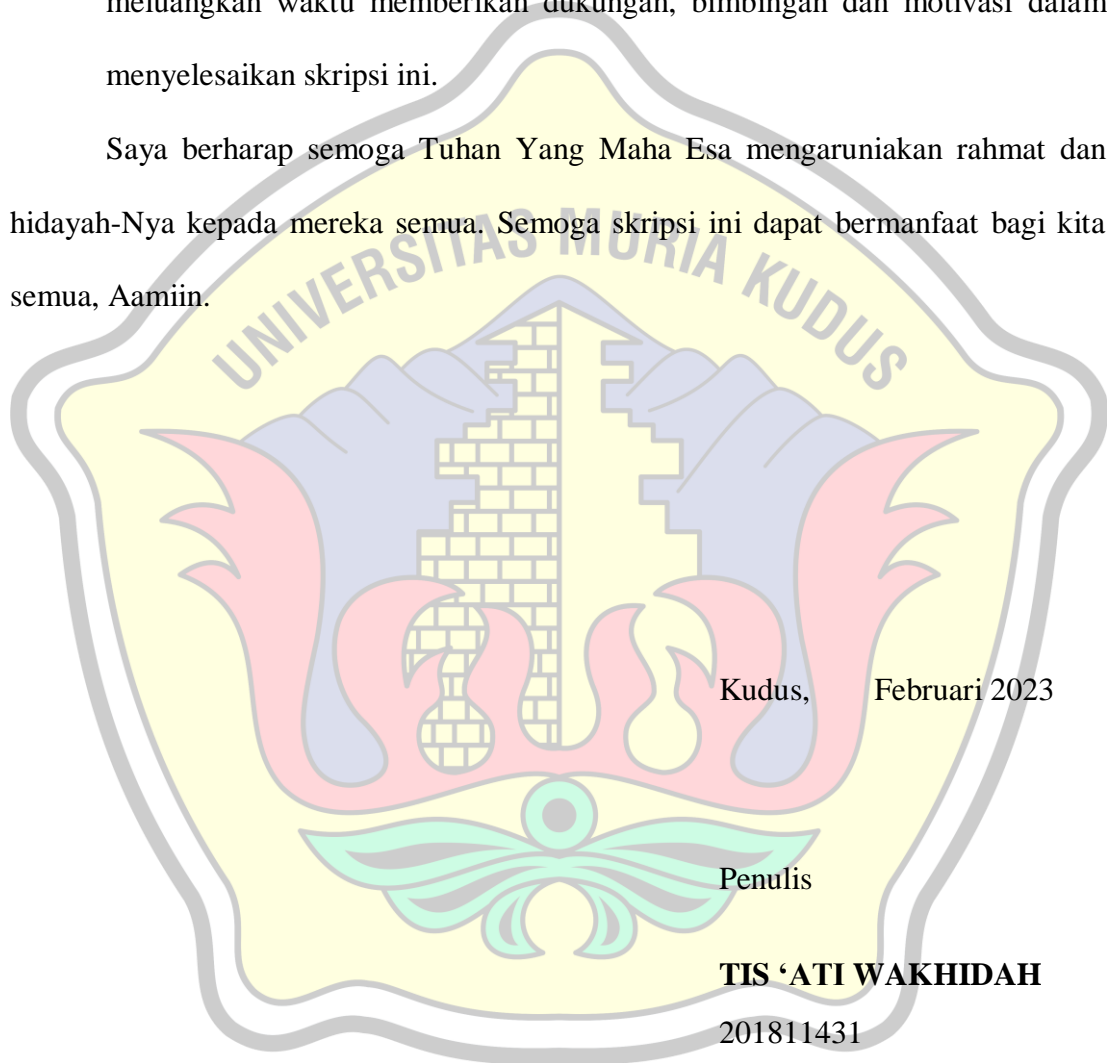 meluangkan waktu memberikan dukungan, bimbingan dan motivasi dalam
menyelesaikan skripsi ini.
Saya berharap semoga Tuhan Yang Maha Esa mengaruniakan rahmat dan
hidayah-Nya kepada mereka semua. Semoga skripsi ini dapat bermanfaat bagi kita
semua, Aamiin.
UNIVERSITAS MURIA KUDUS
Kudus, Februari 2023
Penulis
TIS ‘ATI WAKHIDAH
201811431